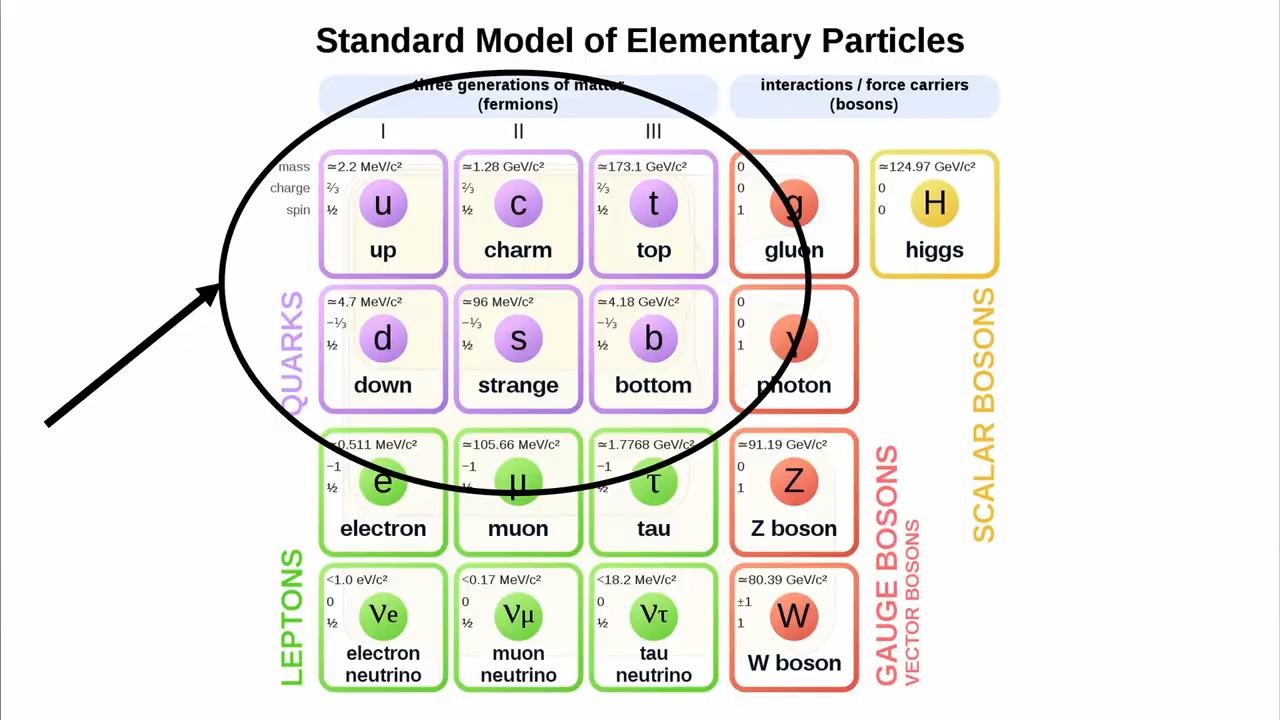 Standard Model of Elementary Particles
three generations of matter
(fermions)
interactions / force carriers
(bosons)
I
II
III
mass
charge
spin
≃2.2 MeV/c²
⅔
½
u
up
≃1.28 GeV/c²
⅔
½
c
charm
≃173.1 GeV/c²
⅔
½
t
top
0
0
1
g
gluon
≃124.97 GeV/c²
0
0
H
higgs
QUARKS
≃4.7 MeV/c²
−⅓
½
d
down
≃96 MeV/c²
−⅓
½
s
strange
≃4.18 GeV/c²
−⅓
½
b
bottom
0
0
1
γ
photon
SCALAR BOSONS
≃0.511 MeV/c²
−1
½
e
electron
≃105.66 MeV/c²
−1
½
μ
muon
≃1.7768 GeV/c²
−1
½
τ
tau
≃91.19 GeV/c²
0
1
Z
Z boson
GAUGE BOSONS
VECTOR BOSONS
LEPTONS
<1.0 eV/c²
0
½
νe
electron
neutrino
<0.17 MeV/c²
0
½
νμ
muon
neutrino
<18.2 MeV/c²
0
½
ντ
tau
neutrino
≃80.39 GeV/c²
±1
1
W
W boson